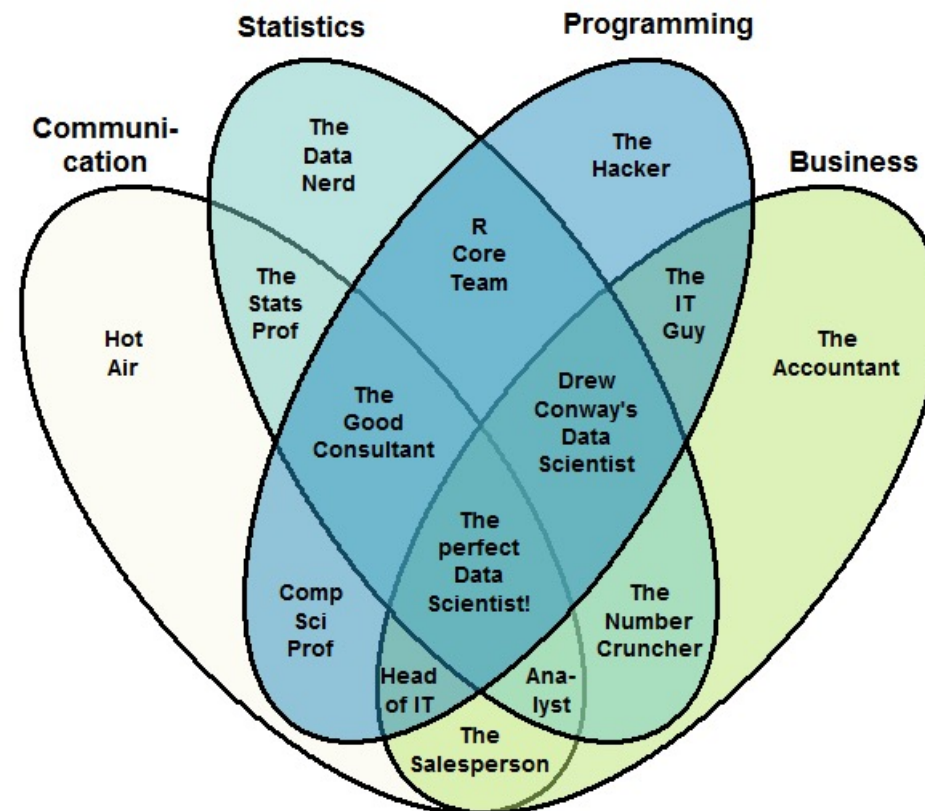 Statistics
Programming
Communi-
cation
Business
The
Data
Nerd
The
Hacker
R
Core
Team
The
Stats
Prof
The
IT
Guy
Hot
Air
The
Accountant
The
Good
Consultant
Drew
Conway's
Data
Scientist
The
perfect
Data
Scientist!
Comp
Sci
Prof
The
Number
Cruncher
Head
of IT
Ana-
lyst
The
Salesperson